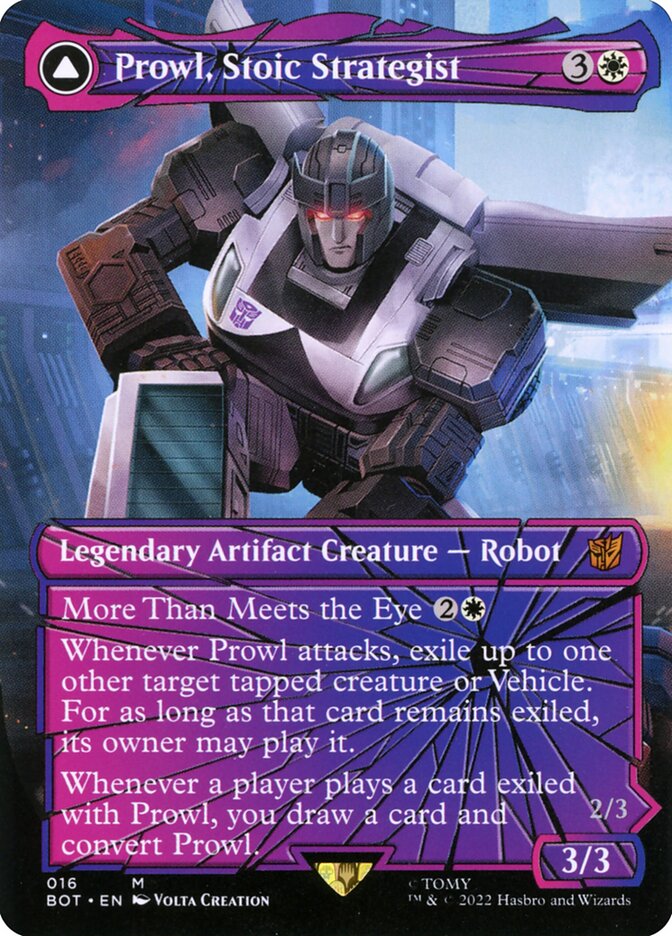 Prowl, Stoic Strategist 3
Legendary Artifact Creature — Robot
More Than Meets the Eye 2
Whenever Prowl attacks, exile up to one
other target tapped creature or Vehicle.
For as long as that card remains exiled,
its owner may play it.
Whenever a player plays a card exiled
with Prowl, you draw a card and
convert Prowl.
2/3
3/3
016 M
BOT • EN Volta Creation
© TOMY
™ & © 2022 Hasbro and Wizards